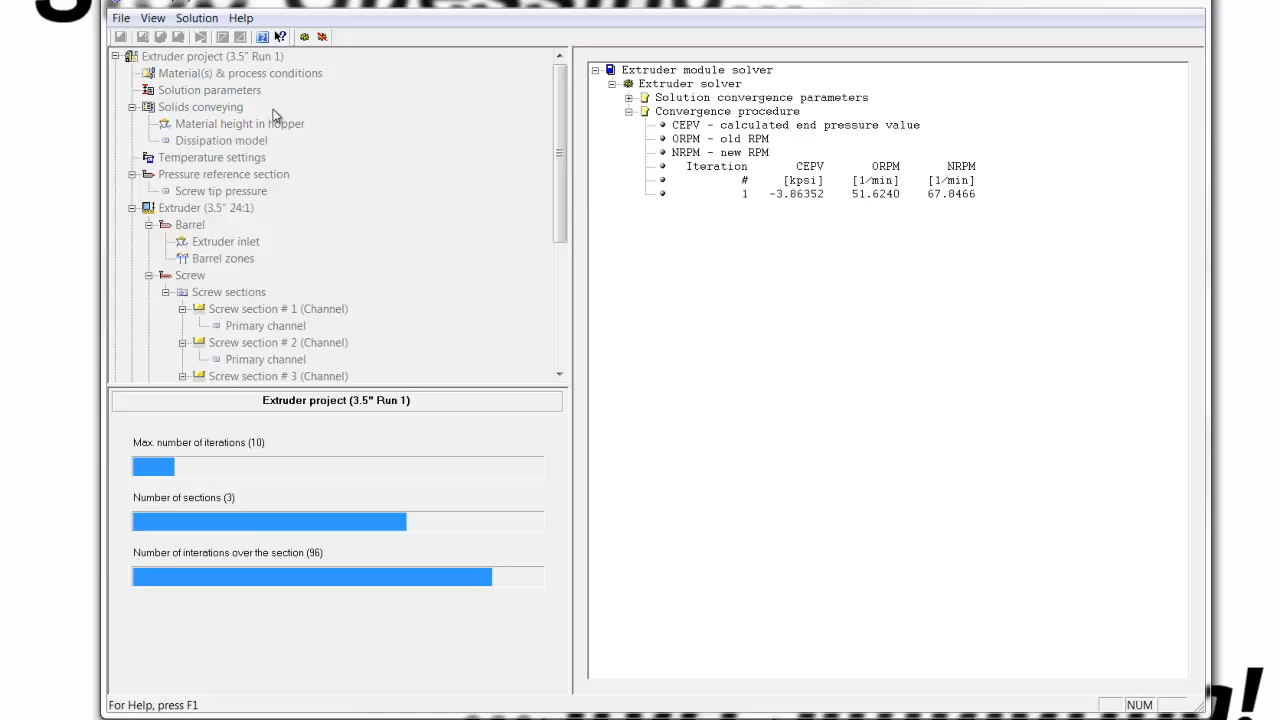 File View Solution Help
Extruder project (3.5" Run 1)
Material(s) & process conditions
Solution parameters
Solids conveying
Material height in hopper
Dissipation model
Temperature settings
Pressure reference section
Screw tip pressure
Extruder (3.5" 24:1)
Barrel
Extruder inlet
Barrel zones
Screw
Screw sections
Screw section # 1 (Channel)
Primary channel
Screw section # 2 (Channel)
Primary channel
Screw section # 3 (Channel)
Extruder project (3.5" Run 1)
Max. number of iterations (10)
Number of sections (3)
Number of interations over the section (96)
Extruder module solver
Extruder solver
Solution convergence parameters
Convergence procedure
CEPV - calculated end pressure value
ORPM - old RPM
NRPM - new RPM
Iteration CEPV ORPM NRPM
# [kpsi] [1/min] [1/min]
1 -3.86352 51.6240 67.8466
For Help, press F1
NUM